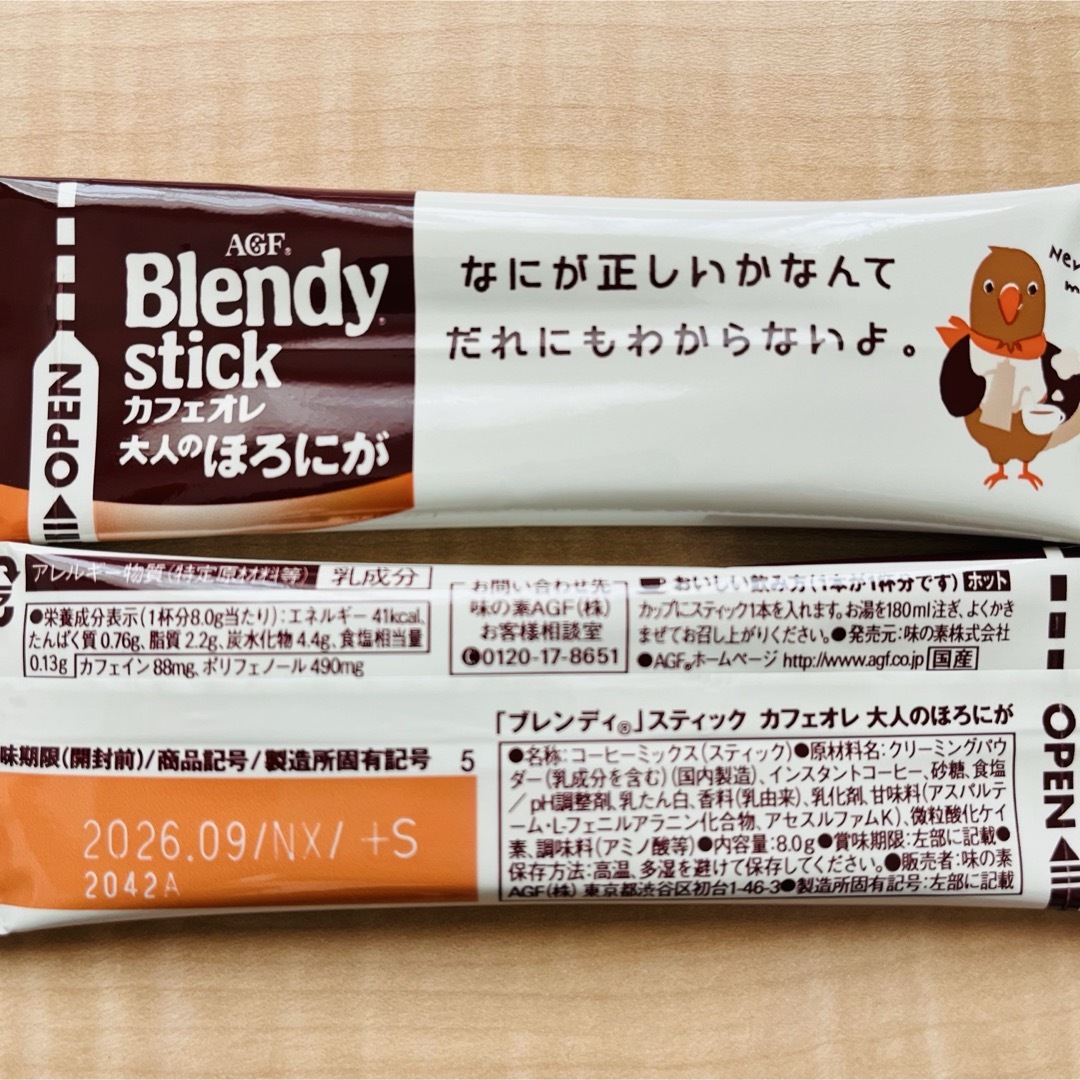 AGF®
Blendy®
stick
カフェオレ
大人のほろにが
OPEN
なにが正しいかなんて
だれにもわからないよ。
アレルギー物質(特定原材料等) 乳成分
●栄養成分表示(1杯分8.0g当たり):エネルギー 41kcal、
たんぱく質 0.76g、脂質 2.2g、炭水化物 4.4g、食塩相当量
0.13g カフェイン 88mg、ポリフェノール 490mg
お問い合わせ先
味の素AGF(株)
お客様相談室
0120-17-8651
おいしい飲み方(1本が1杯分です) ホット
カップにスティック1本を入れます。お湯を180ml注ぎ、よくかき
まぜてお召し上がりください。●発売元:味の素株式会社
●AGF®ホームページ http://www.agf.co.jp 国産
「ブレンディ®」スティック カフェオレ 大人のほろにが
味期限(開封前)/商品記号/製造所固有記号 5
2026.09/NX/ +S
2042A
●名称:コーヒーミックス(スティック)●原材料名:クリーミングパウ
ダー(乳成分を含む)(国内製造)、インスタントコーヒー、砂糖、食塩
/pH調整剤、乳たん白、香料(乳由来)、乳化剤、甘味料(アスパルテ
ーム・L-フェニルアラニン化合物、アセスルファムK)、微粒酸化ケイ
素、調味料(アミノ酸等)●内容量:8.0g●賞味期限:左部に記載●
保存方法:高温、多湿を避けて保存してください。●販売者:味の素
AGF(株) 東京都渋谷区初台1-46-3●製造所固有記号:左部に記載
OPEN